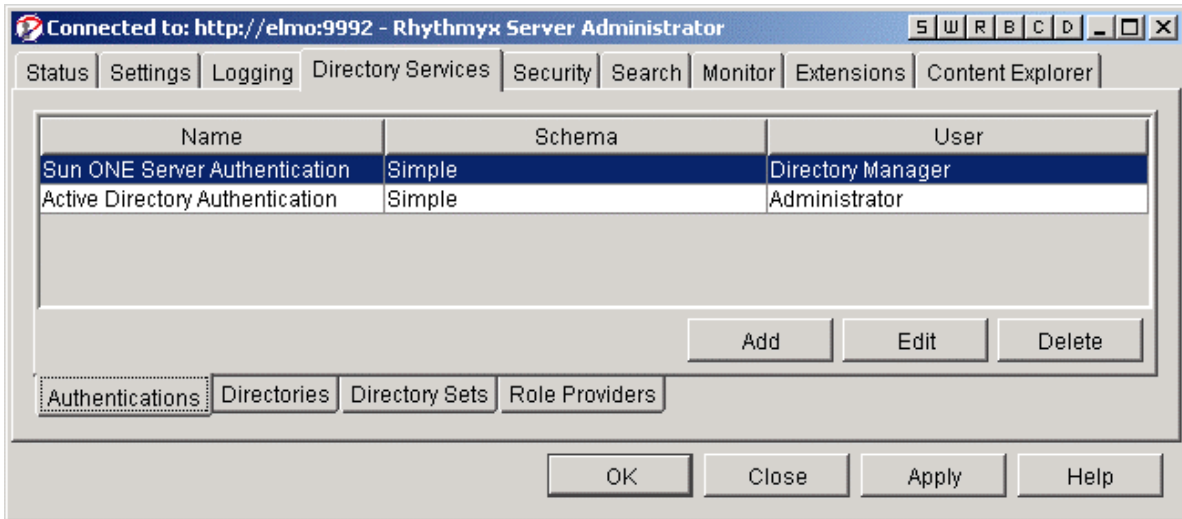 Connected to: http://elmo:9992 - Rhythmyx Server Administrator S W R B C D
Status Settings Logging Directory Services Security Search Monitor Extensions Content Explorer
Name Schema User
Sun ONE Server Authentication Simple Directory Manager
Active Directory Authentication Simple Administrator
Add Edit Delete
Authentications Directories Directory Sets Role Providers
OK Close Apply Help